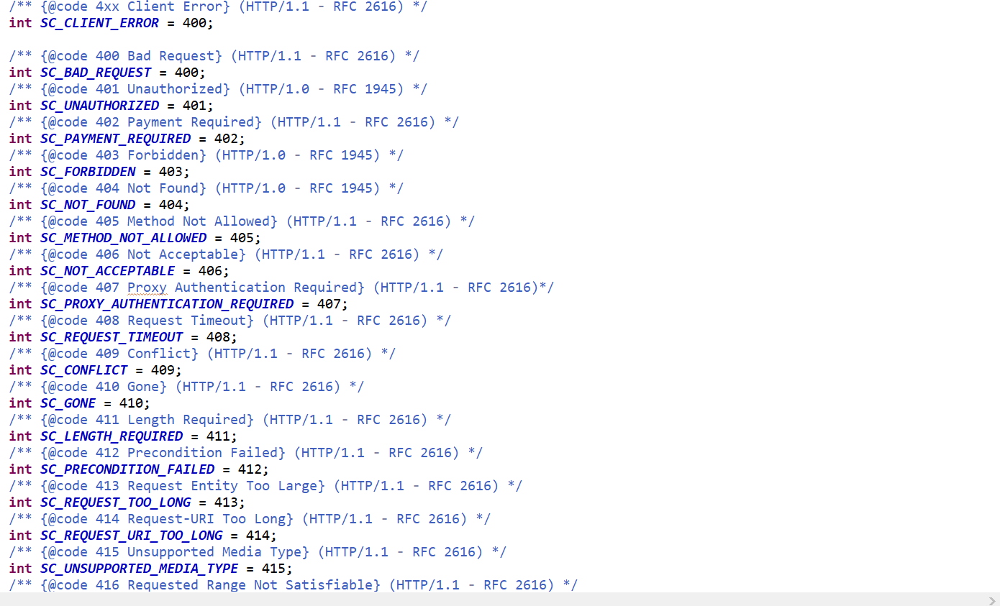 /** {@code 4xx Client Error} (HTTP/1.1 - RFC 2616) */
int SC_CLIENT_ERROR = 400;
/** {@code 400 Bad Request} (HTTP/1.1 - RFC 2616) */
int SC_BAD_REQUEST = 400;
/** {@code 401 Unauthorized} (HTTP/1.0 - RFC 1945) */
int SC_UNAUTHORIZED = 401;
/** {@code 402 Payment Required} (HTTP/1.1 - RFC 2616) */
int SC_PAYMENT_REQUIRED = 402;
/** {@code 403 Forbidden} (HTTP/1.0 - RFC 1945) */
int SC_FORBIDDEN = 403;
/** {@code 404 Not Found} (HTTP/1.0 - RFC 1945) */
int SC_NOT_FOUND = 404;
/** {@code 405 Method Not Allowed} (HTTP/1.1 - RFC 2616) */
int SC_METHOD_NOT_ALLOWED = 405;
/** {@code 406 Not Acceptable} (HTTP/1.1 - RFC 2616) */
int SC_NOT_ACCEPTABLE = 406;
/** {@code 407 Proxy Authentication Required} (HTTP/1.1 - RFC 2616)*/
int SC_PROXY_AUTHENTICATION_REQUIRED = 407;
/** {@code 408 Request Timeout} (HTTP/1.1 - RFC 2616) */
int SC_REQUEST_TIMEOUT = 408;
/** {@code 409 Conflict} (HTTP/1.1 - RFC 2616) */
int SC_CONFLICT = 409;
/** {@code 410 Gone} (HTTP/1.1 - RFC 2616) */
int SC_GONE = 410;
/** {@code 411 Length Required} (HTTP/1.1 - RFC 2616) */
int SC_LENGTH_REQUIRED = 411;
/** {@code 412 Precondition Failed} (HTTP/1.1 - RFC 2616) */
int SC_PRECONDITION_FAILED = 412;
/** {@code 413 Request Entity Too Large} (HTTP/1.1 - RFC 2616) */
int SC_REQUEST_TOO_LONG = 413;
/** {@code 414 Request-URI Too Long} (HTTP/1.1 - RFC 2616) */
int SC_REQUEST_URI_TOO_LONG = 414;
/** {@code 415 Unsupported Media Type} (HTTP/1.1 - RFC 2616) */
int SC_UNSUPPORTED_MEDIA_TYPE = 415;
/** {@code 416 Requested Range Not Satisfiable} (HTTP/1.1 - RFC 2616) */